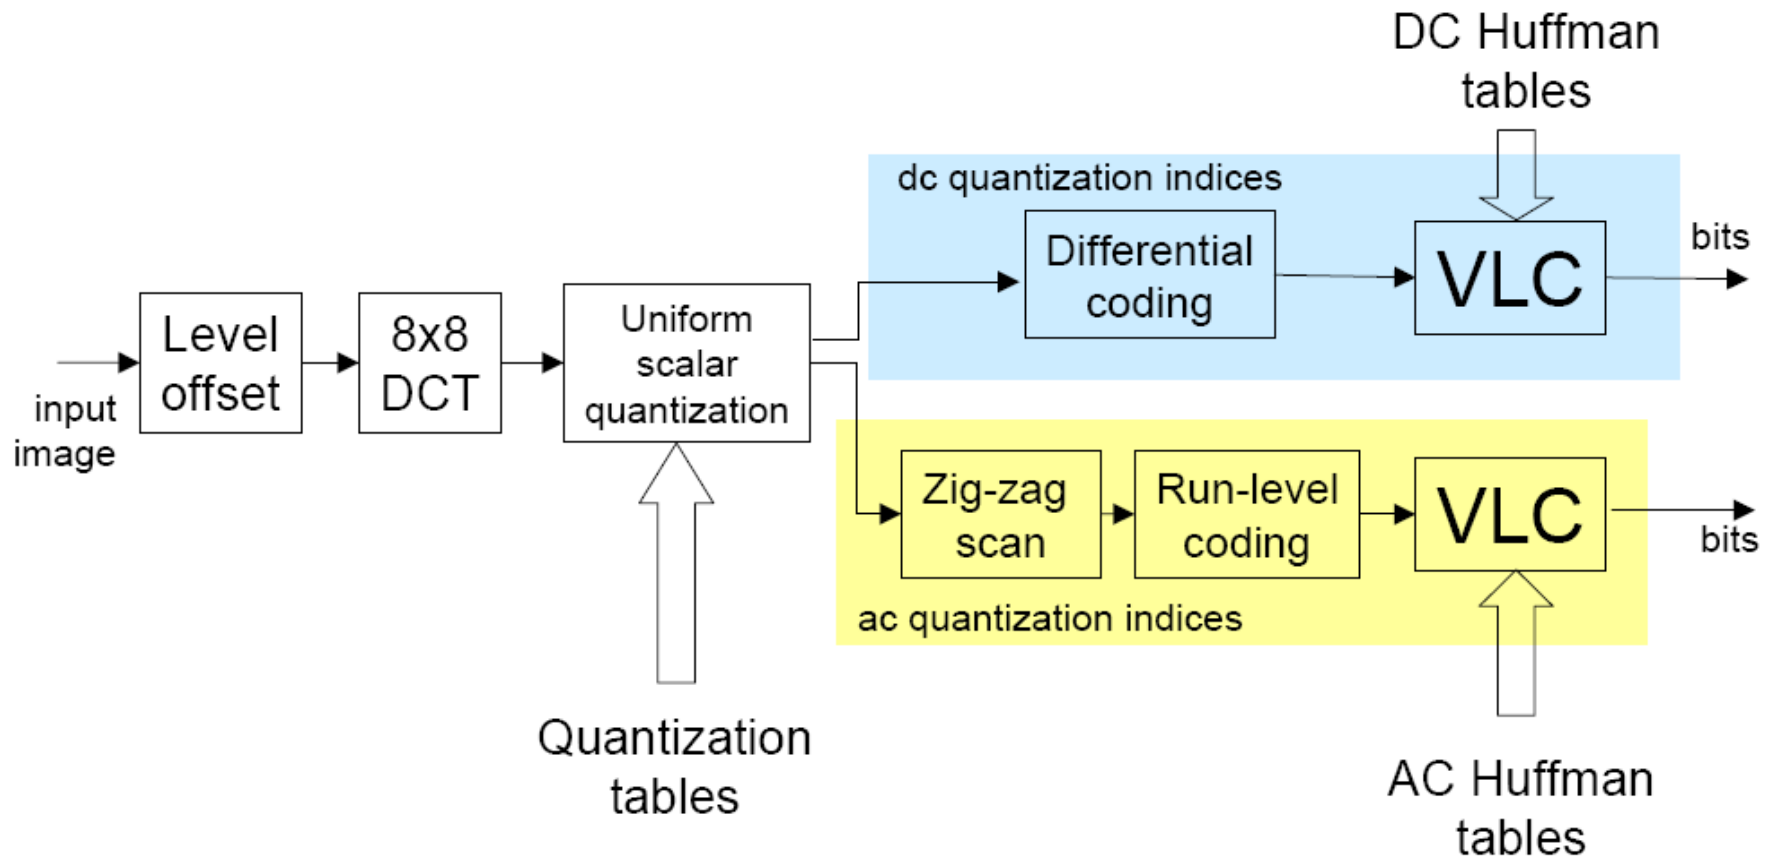 DC Huffman
tables
dc quantization indices
Differential
coding
VLC
bits
input
image
Level
offset
8x8
DCT
Uniform
scalar
quantization
Zig-zag
scan
Run-level
coding
VLC
bits
ac quantization indices
Quantization
tables
AC Huffman
tables